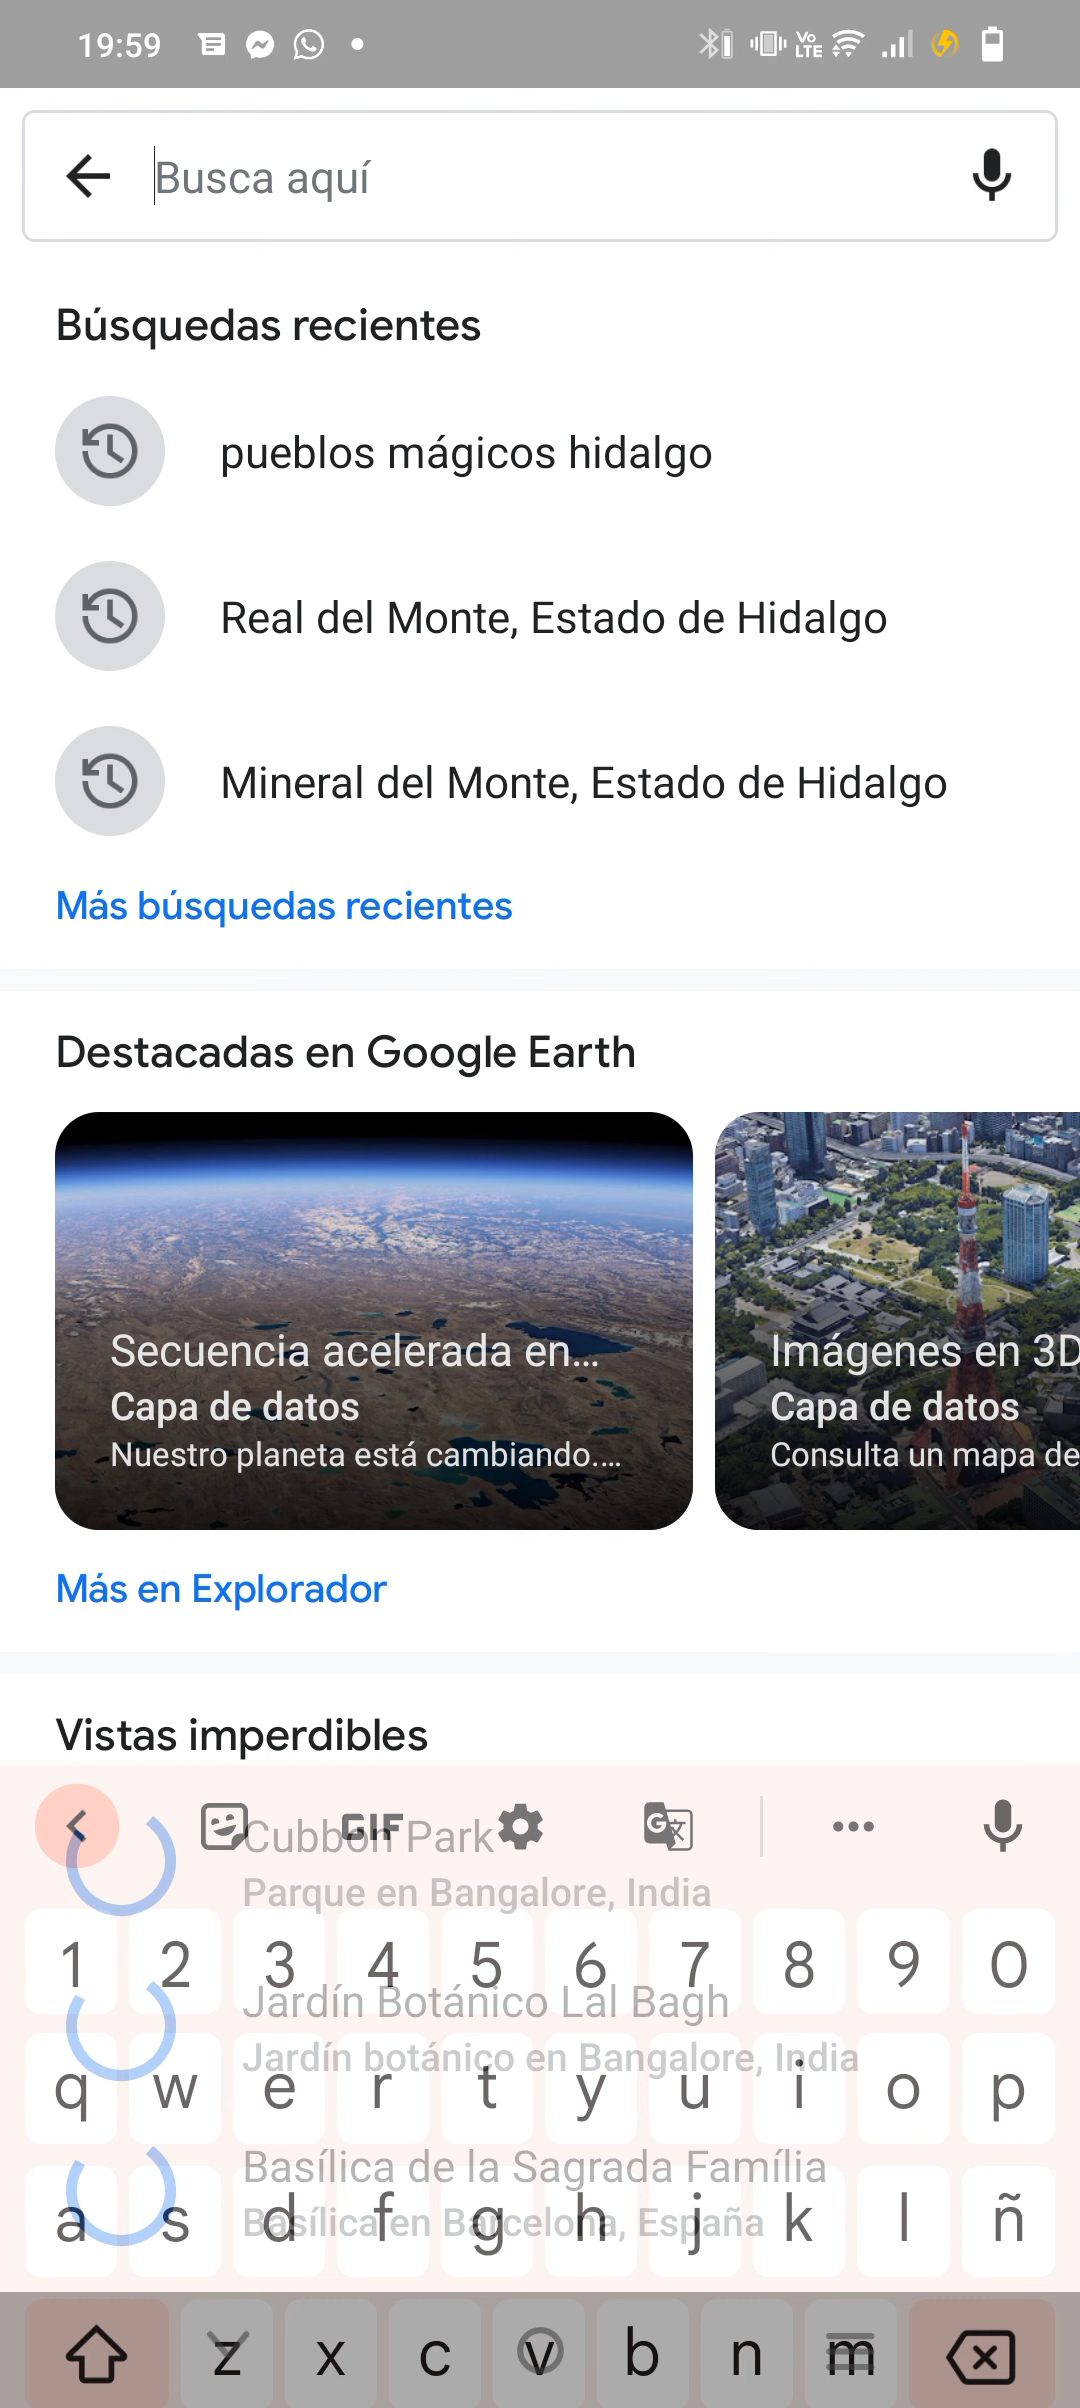 19:59
Vo
LTE
Busca aquí
Búsquedas recientes
pueblos mágicos hidalgo
Real del Monte, Estado de Hidalgo
Mineral del Monte, Estado de Hidalgo
Más búsquedas recientes
Destacadas en Google Earth
Secuencia acelerada en...
Capa de datos
Nuestro planeta está cambiando....
Imágenes en 3D
Capa de datos
Consulta un mapa de
Más en Explorador
Vistas imperdibles
GIF
Cubbon Park
Parque en Bangalore, India
1 2 3 4 5 6 7 8 9 0
Jardín Botánico Lal Bagh
Jardín botánico en Bangalore, India
q w e r t y u i o p
Basílica de la Sagrada Família
Basílica en Barcelona, España
a s d f g h j k l ñ
z x c v b n m